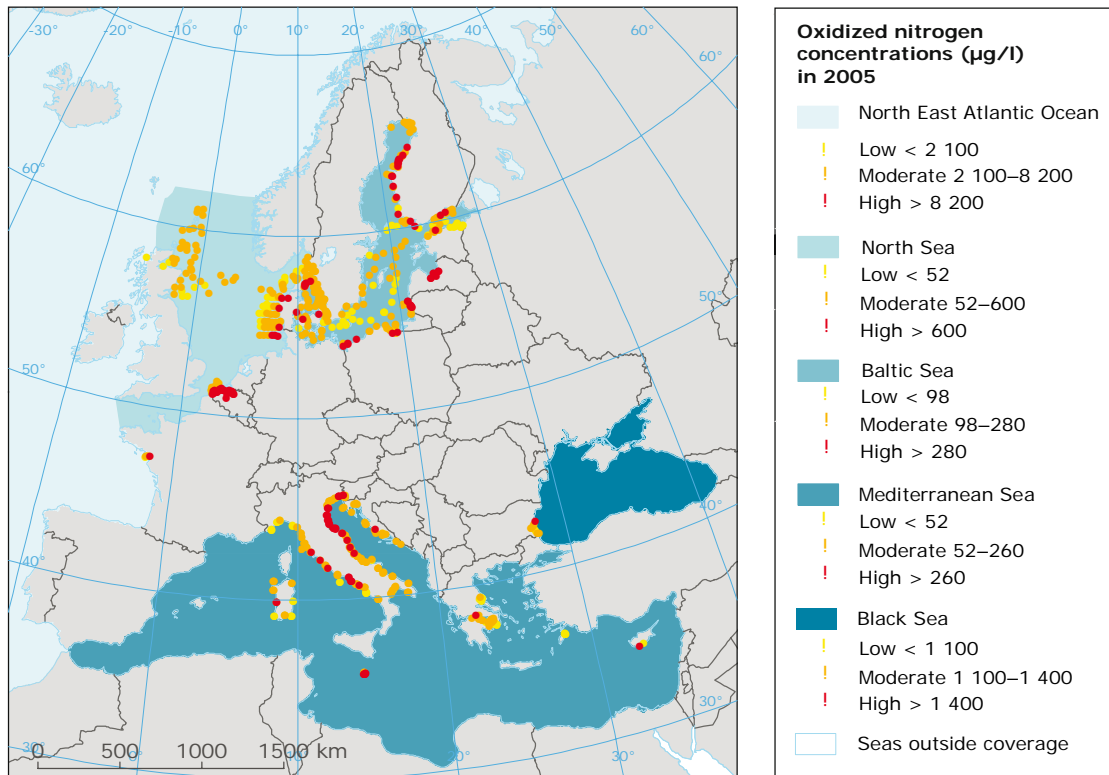 -30° -20° -10° 0° 10° 20° 30° 40° 50° 60°
60°
60°
50°
50°
40°
40°
30°
30°
0 500 1000 1500 km
0° 10° 20° 30°
Oxidized nitrogen
concentrations (µg/l)
in 2005
North East Atlantic Ocean
! Low < 2 100
! Moderate 2 100–8 200
! High > 8 200
North Sea
! Low < 52
! Moderate 52–600
! High > 600
Baltic Sea
! Low < 98
! Moderate 98–280
! High > 280
Mediterranean Sea
! Low < 52
! Moderate 52–260
! High > 260
Black Sea
! Low < 1 100
! Moderate 1 100–1 400
! High > 1 400
Seas outside coverage